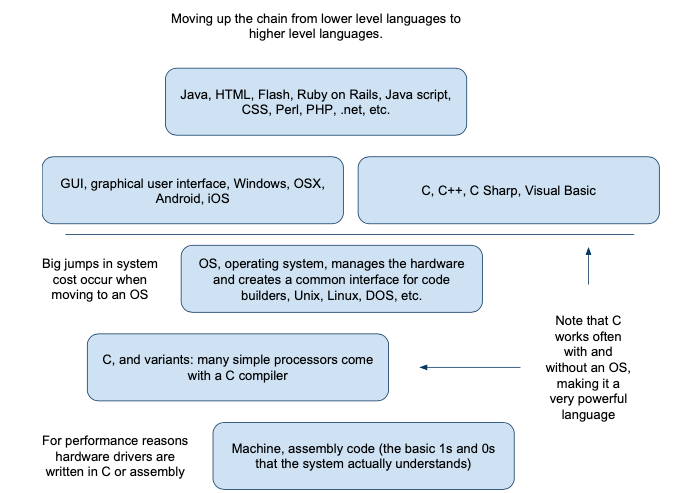 Moving up the chain from lower level languages to
higher level languages.
Java, HTML, Flash, Ruby on Rails, Java script,
CSS, Perl, PHP, .net, etc.
GUI, graphical user interface, Windows, OSX,
Android, iOS
C, C++, C Sharp, Visual Basic
Big jumps in system
cost occur when
moving to an OS
OS, operating system, manages the hardware
and creates a common interface for code
builders, Unix, Linux, DOS, etc.
Note that C
works often
with and
without an OS,
making it a
very powerful
language
C, and variants: many simple processors come
with a C compiler
For performance reasons
hardware drivers are
written in C or assembly
Machine, assembly code (the basic 1s and 0s
that the system actually understands)